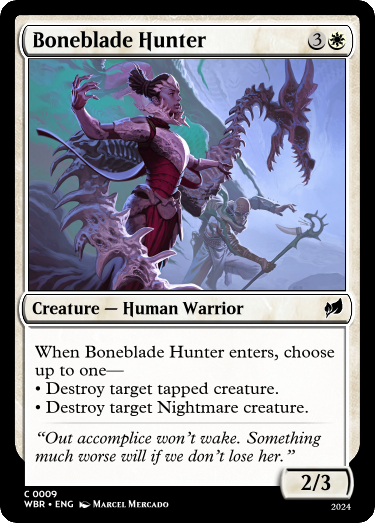 Boneblade Hunter 3
Creature — Human Warrior
When Boneblade Hunter enters, choose
up to one—
• Destroy target tapped creature.
• Destroy target Nightmare creature.
“Out accomplice won’t wake. Something
much worse will if we don’t lose her.”
2/3
C 0009
WBR • ENG Marcel Mercado
2024